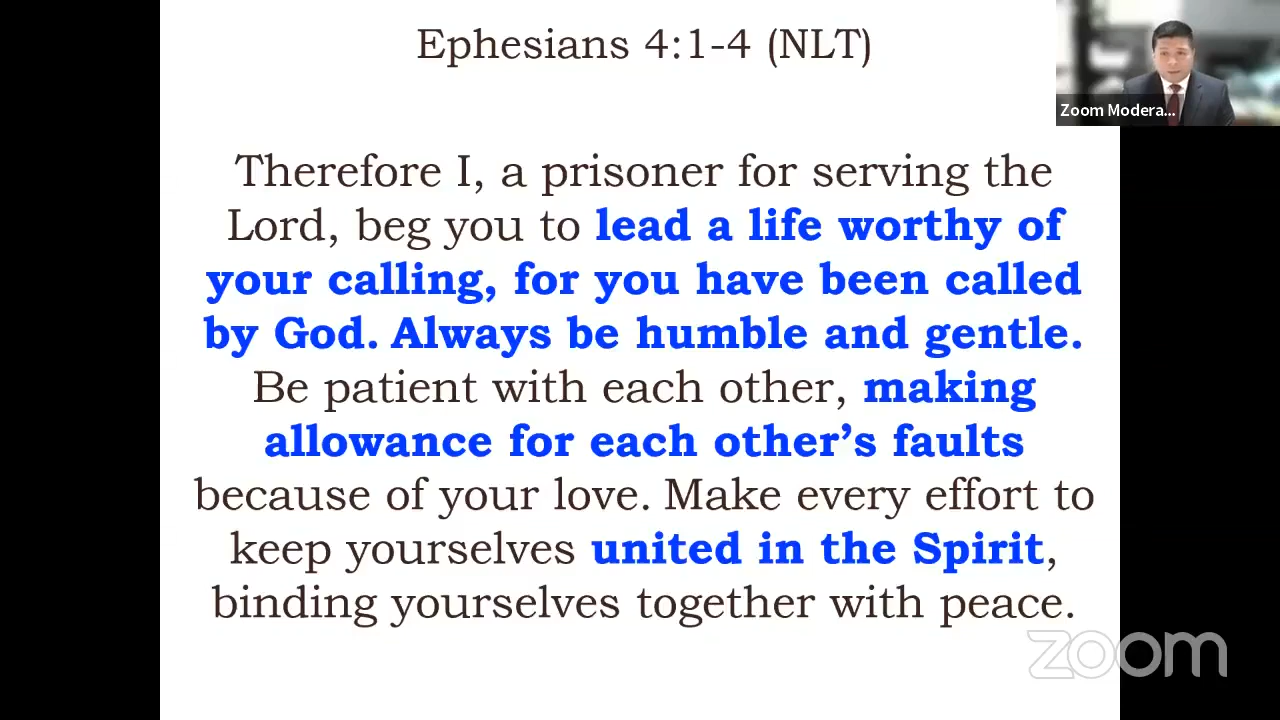 Ephesians 4:1-4 (NLT)
Zoom Modera...
Therefore I, a prisoner for serving the
Lord, beg you to lead a life worthy of
your calling, for you have been called
by God. Always be humble and gentle.
Be patient with each other, making
allowance for each other’s faults
because of your love. Make every effort to
keep yourselves united in the Spirit,
binding yourselves together with peace.
zoom